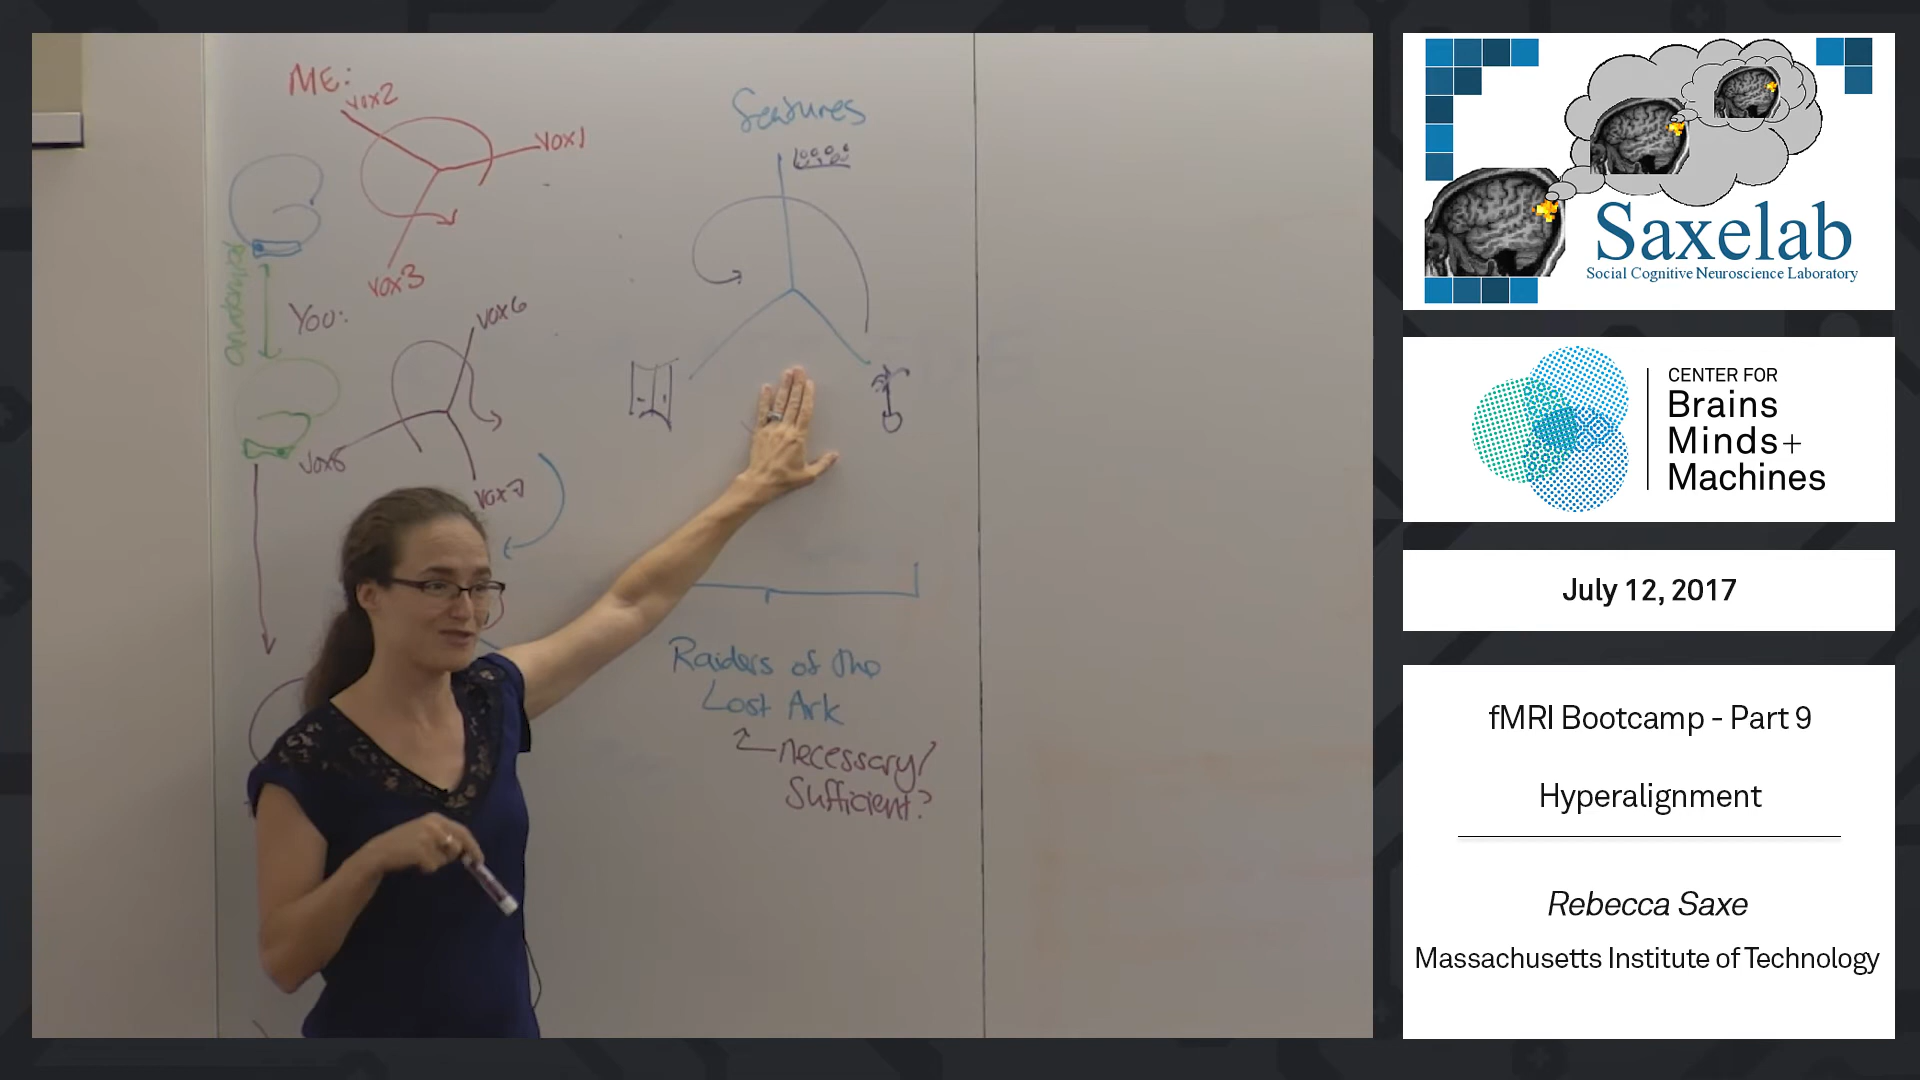 ME:
vox2
vox1
vox3
Anatomical
You:
vox6
vox7
Features
Raiders of the
Lost Ark
necessary/
Sufficient?
Saxelab
Social Cognitive Neuroscience Laboratory
CENTER FOR
Brains
Minds+
Machines
July 12, 2017
fMRI Bootcamp - Part 9
Hyperalignment
Rebecca Saxe
Massachusetts Institute of Technology